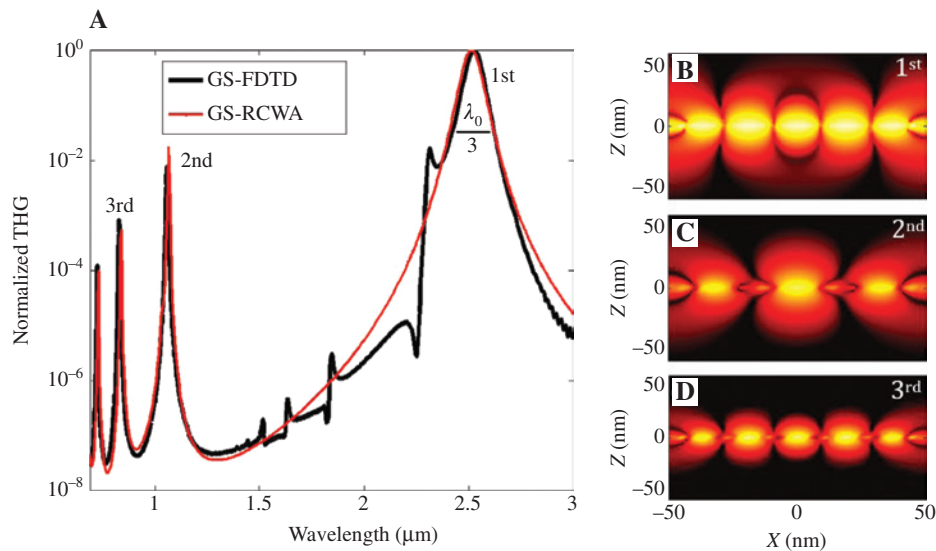 A
10⁰
10⁻²
10⁻⁴
10⁻⁶
10⁻⁸
Normalized THG
GS-FDTD
GS-RCWA
1st
λ₀
3
2nd
3rd
1
1.5
2
2.5
3
Wavelength (μm)
B
1st
50
0
−50
Z (nm)
C
2nd
50
0
−50
Z (nm)
D
3rd
50
0
−50
Z (nm)
−50
0
50
X (nm)